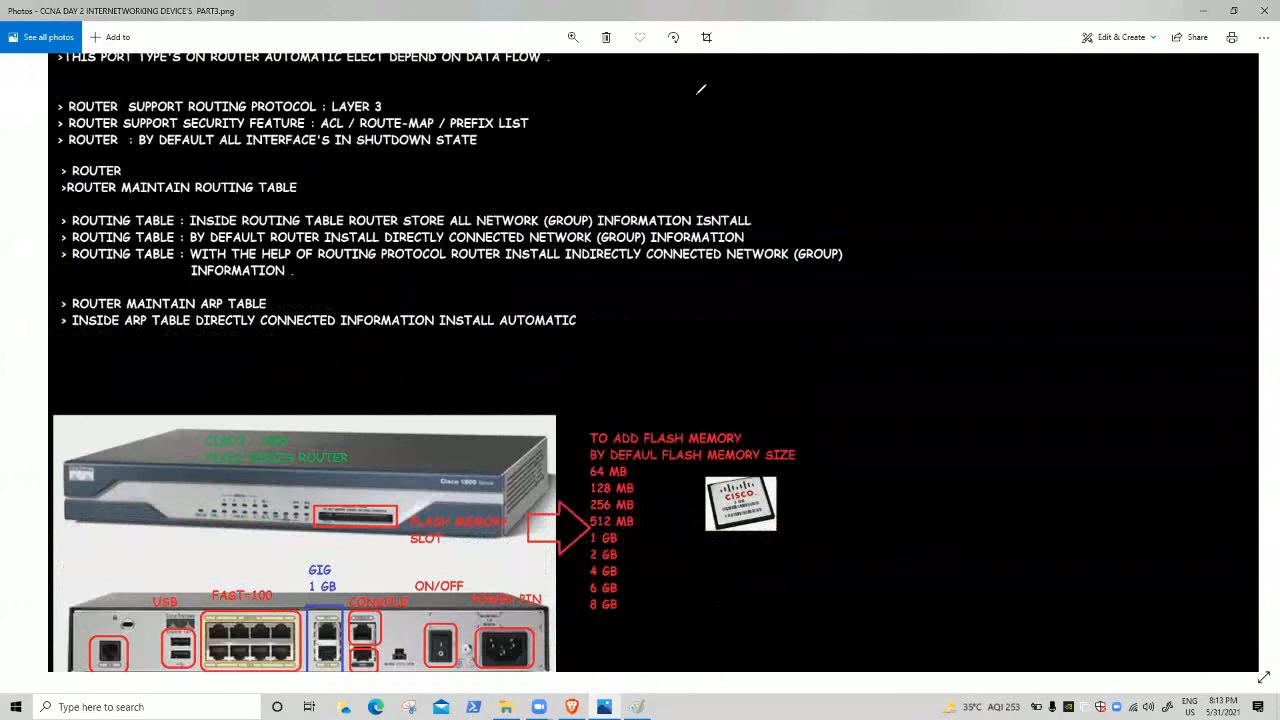 Photos - CCNA DAY 2 INTERNETWORKING DEVICE'S PART3.png
See all photos
Add to
Edit & Create
Share
>THIS PORT TYPE'S ON ROUTER AUTOMATIC ELECT DEPEND ON DATA FLOW .
> ROUTER SUPPORT ROUTING PROTOCOL : LAYER 3
> ROUTER SUPPORT SECURITY FEATURE : ACL / ROUTE-MAP / PREFIX LIST
> ROUTER : BY DEFAULT ALL INTERFACE'S IN SHUTDOWN STATE
> ROUTER
>ROUTER MAINTAIN ROUTING TABLE
> ROUTING TABLE : INSIDE ROUTING TABLE ROUTER STORE ALL NETWORK (GROUP) INFORMATION ISNTALL
> ROUTING TABLE : BY DEFAULT ROUTER INSTALL DIRECTLY CONNECTED NETWORK (GROUP) INFORMATION
> ROUTING TABLE : WITH THE HELP OF ROUTING PROTOCOL ROUTER INSTALL INDIRECTLY CONNECTED NETWORK (GROUP)
INFORMATION .
> ROUTER MAINTAIN ARP TABLE
> INSIDE ARP TABLE DIRECTLY CONNECTED INFORMATION INSTALL AUTOMATIC
FIXED SERIES ROUTER
Cisco 1800
FLASH MEMORY
SLOT
TO ADD FLASH MEMORY
BY DEFAUL FLASH MEMORY SIZE
64 MB
128 MB
256 MB
512 MB
1 GB
2 GB
4 GB
6 GB
8 GB
CISCO
GIG
1 GB
USB
FAST=100
CONSOLE
ON/OFF
POWER PIN
Type here to search
35°C AQI 253
ENG
US
8:13 PM
5/31/2021